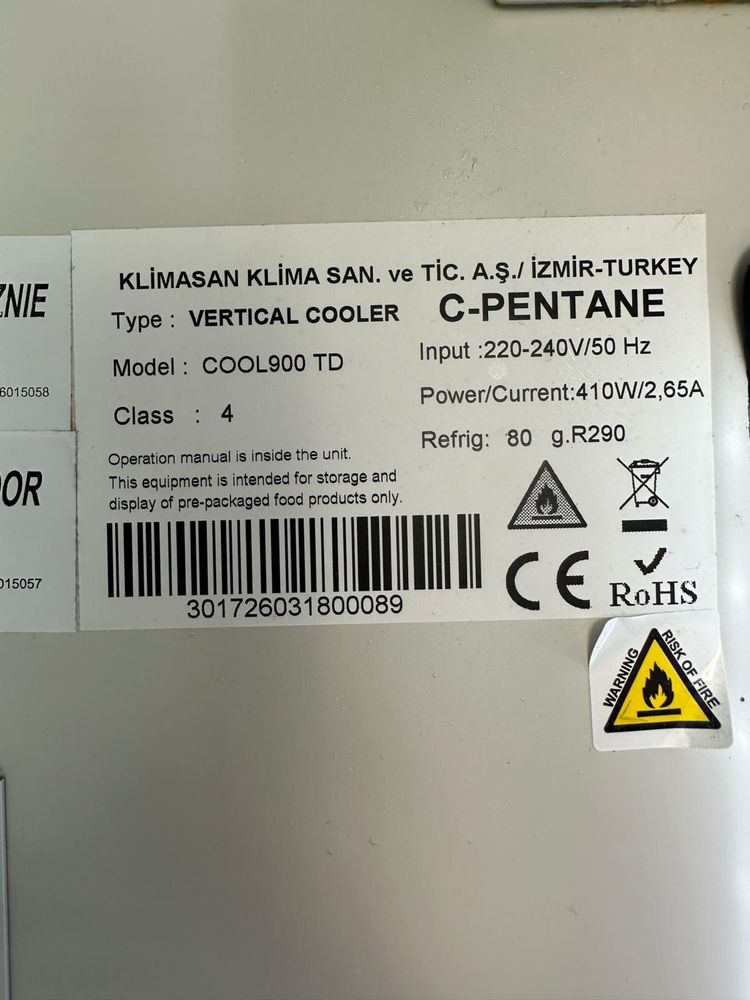 KLİMASAN KLİMA SAN. ve TİC. A.Ş./ İZMİR-TURKEY
Type : VERTICAL COOLER
C-PENTANE
Model : COOL900 TD
Input :220-240V/50 Hz
Class : 4
Power/Current:410W/2,65A
Refrig: 80 g.R290
Operation manual is inside the unit.
This equipment is intended for storage and
display of pre-packaged food products only.
301726031800089
CE
RoHS
WARNING
RISK OF FIRE
ZNIE
6015058
OOR
015057